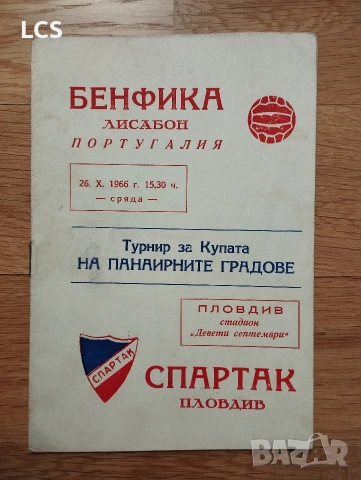 LCS
БЕНФИКА
ЛИСАБОН
ПОРТУГАЛИЯ
26. X. 1966 г. 15,30 ч.
— сряда —
Турнир за Купата
НА ПАНАИРНИТЕ ГРАДОВЕ
ПЛОВДИВ
стадион
„Девети септември“
СПАРТАК
СПАРТАК
ПЛОВДИВ
BAZAR
bg